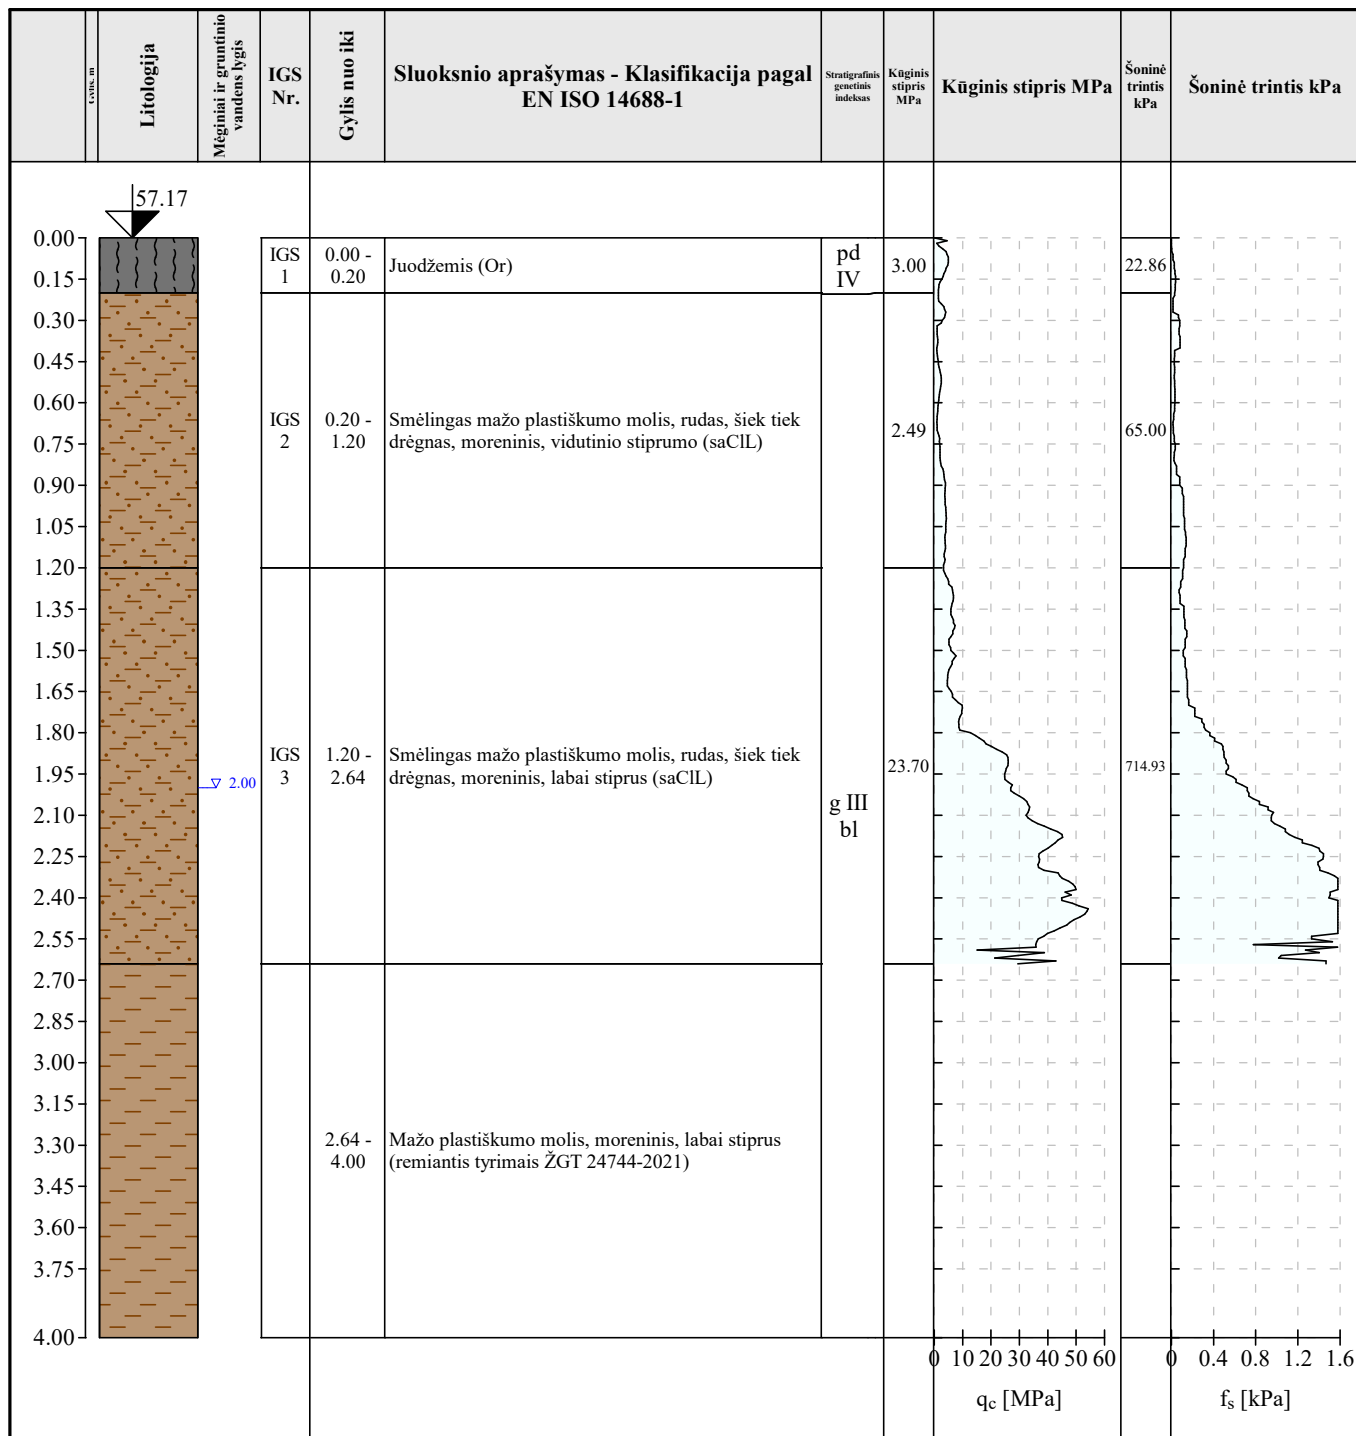 Gylis, m
Litologija
Mėginiai ir gruntinio
vandens lygis
IGS
Nr.
Gylis nuo iki
Sluoksnio aprašymas - Klasifikacija pagal
EN ISO 14688-1
Stratigrafinis
genetinis
indeksas
Kūginis
stipris
MPa
Kūginis stipris MPa
Šoninė
trintis
kPa
Šoninė trintis kPa
57.17
0.00
0.15
0.30
0.45
0.60
0.75
0.90
1.05
1.20
1.35
1.50
1.65
1.80
1.95
2.10
2.25
2.40
2.55
2.70
2.85
3.00
3.15
3.30
3.45
3.60
3.75
4.00
2.00
IGS
1
0.00 -
0.20
Juodžemis (Or)
pd
IV
3.00
22.86
IGS
2
0.20 -
1.20
Smėlingas mažo plastiškumo molis, rudas, šiek tiek
drėgnas, moreninis, vidutinio stiprumo (saClL)
2.49
65.00
IGS
3
1.20 -
2.64
Smėlingas mažo plastiškumo molis, rudas, šiek tiek
drėgnas, moreninis, labai stiprus (saClL)
g III
bl
23.70
714.93
2.64 -
4.00
Mažo plastiškumo molis, moreninis, labai stiprus
(remiantis tyrimais ŽGT 24744-2021)
0 10 20 30 40 50 60
qc [MPa]
0 0.4 0.8 1.2 1.6
fs [kPa]